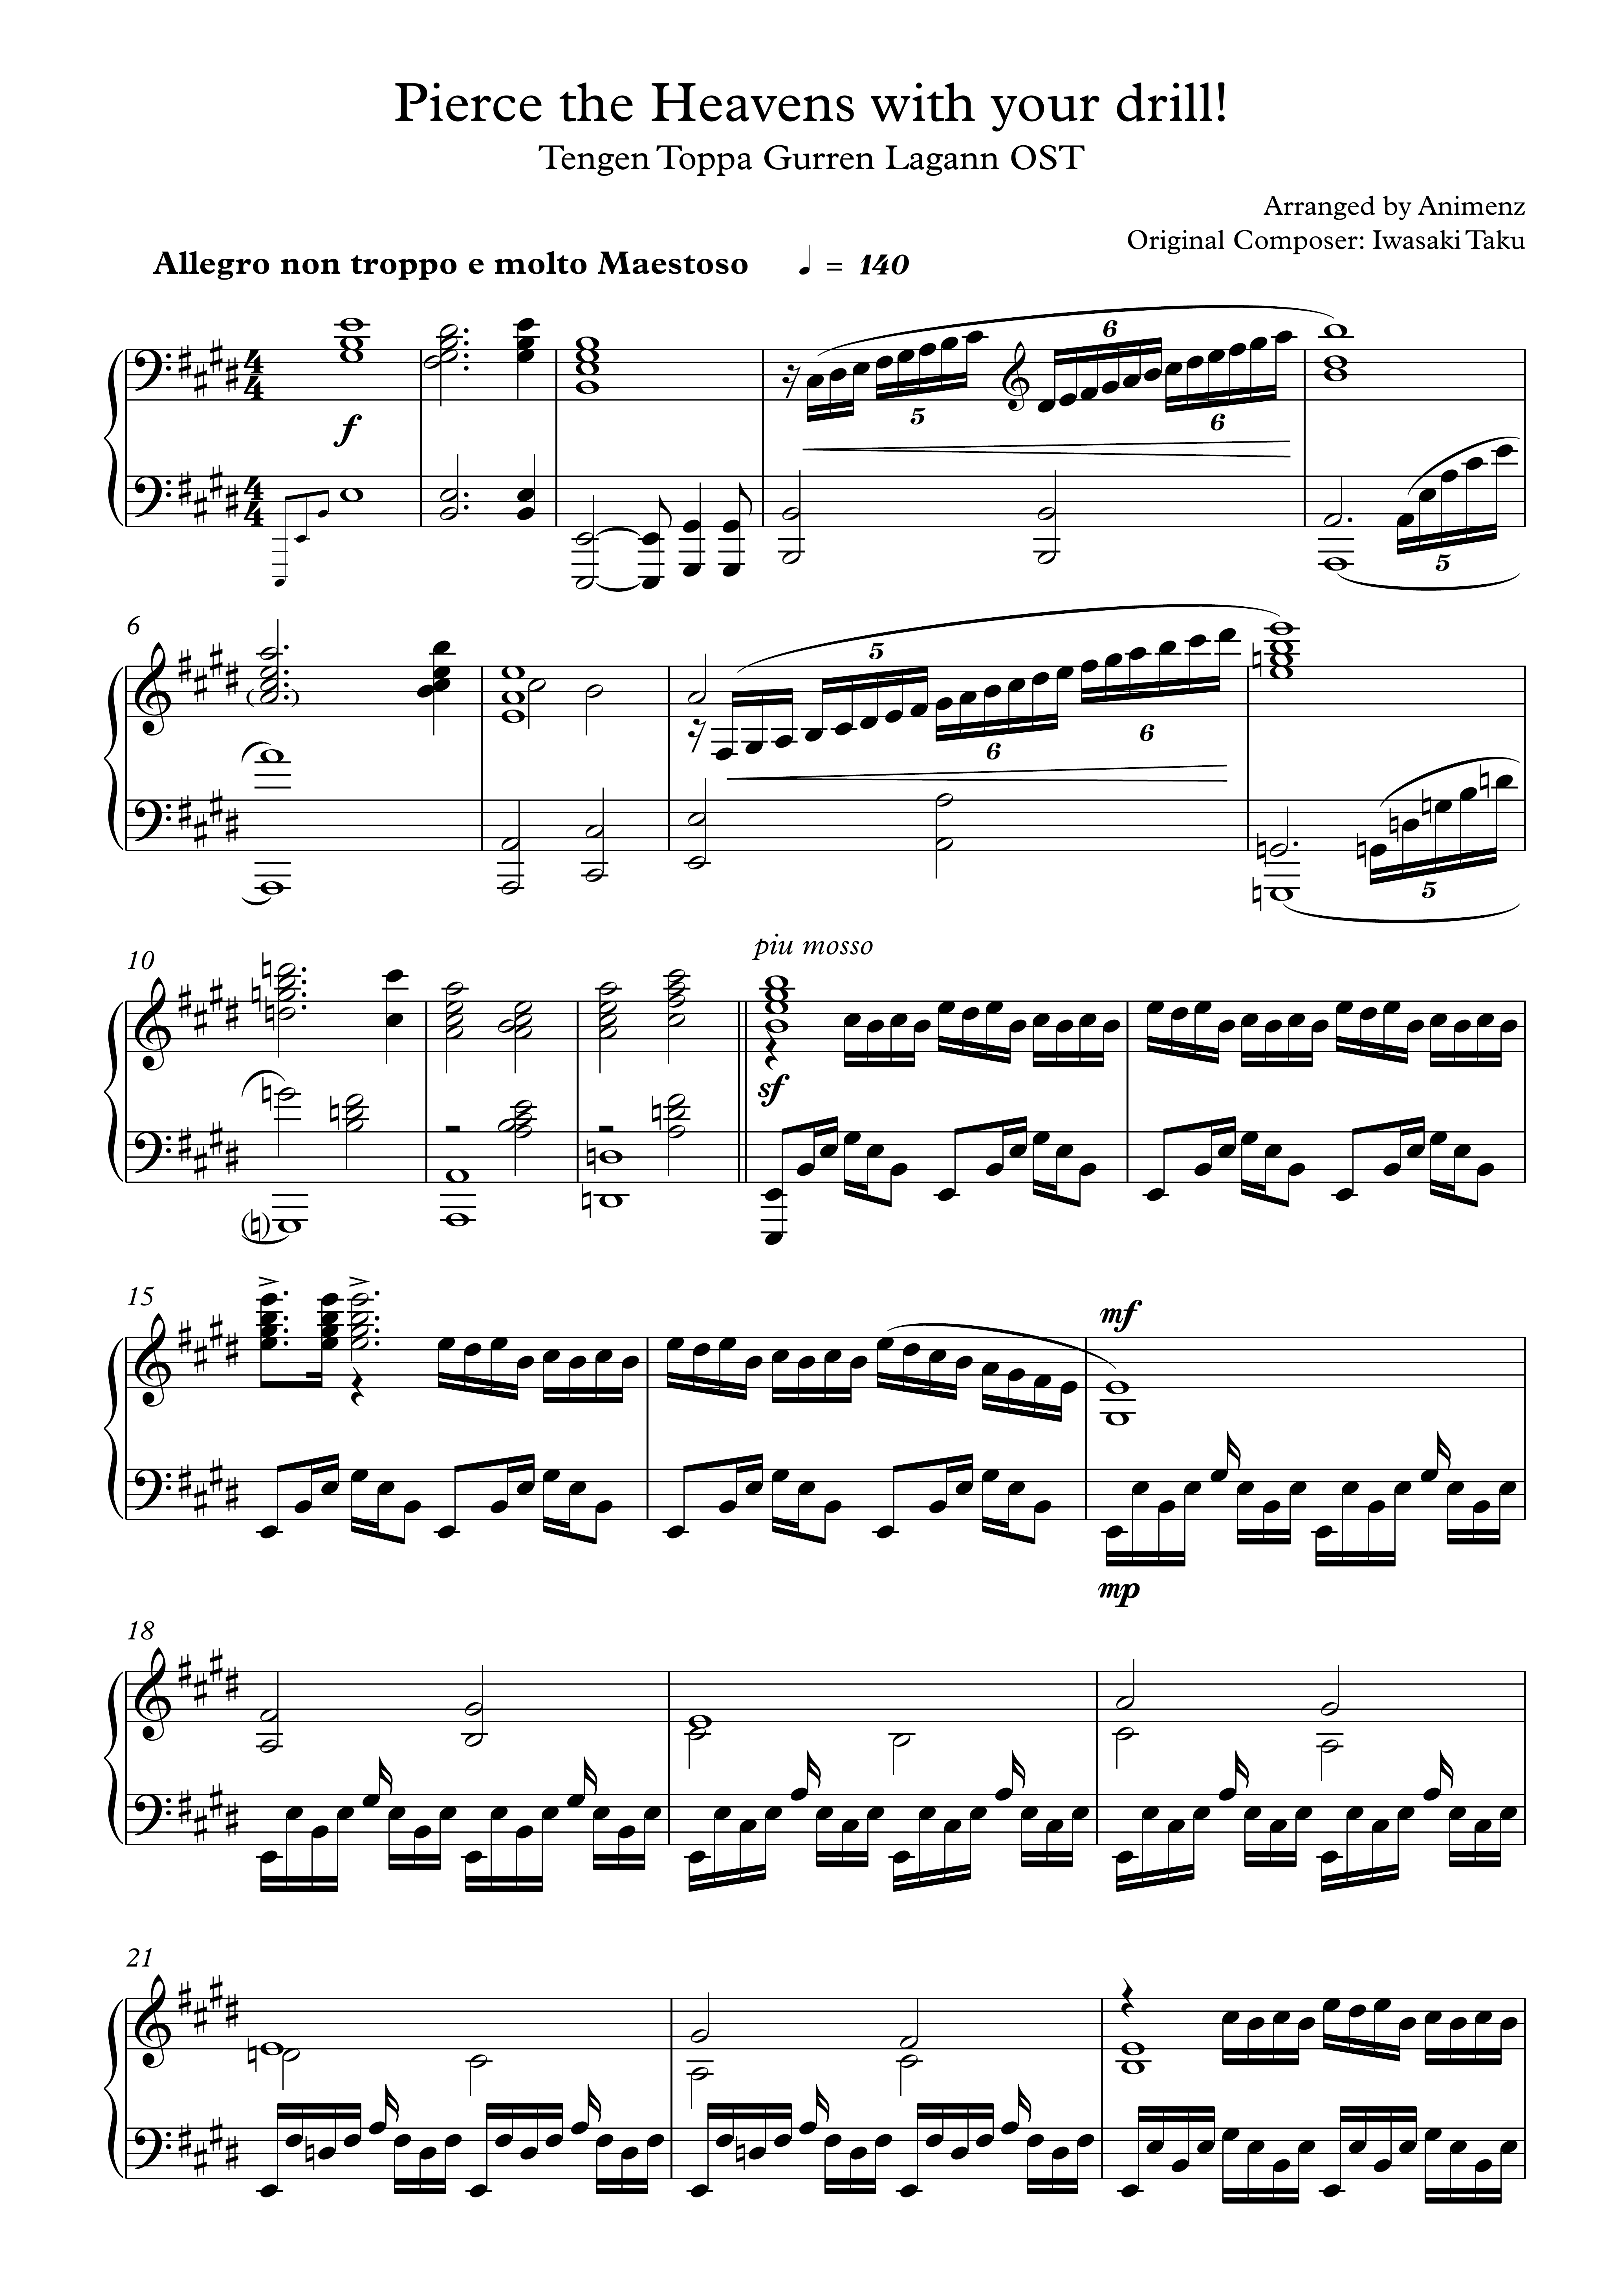 Pierce the Heavens with your drill!
Tengen Toppa Gurren Lagann OST
Arranged by Animenz
Original Composer: Iwasaki Taku
Allegro non troppo e molto Maestoso ♩ = 140
4 4
f
5
6
6
4 4
5
6
5
6
6
5
10
piu mosso
sf
15
mf
mp
18
21